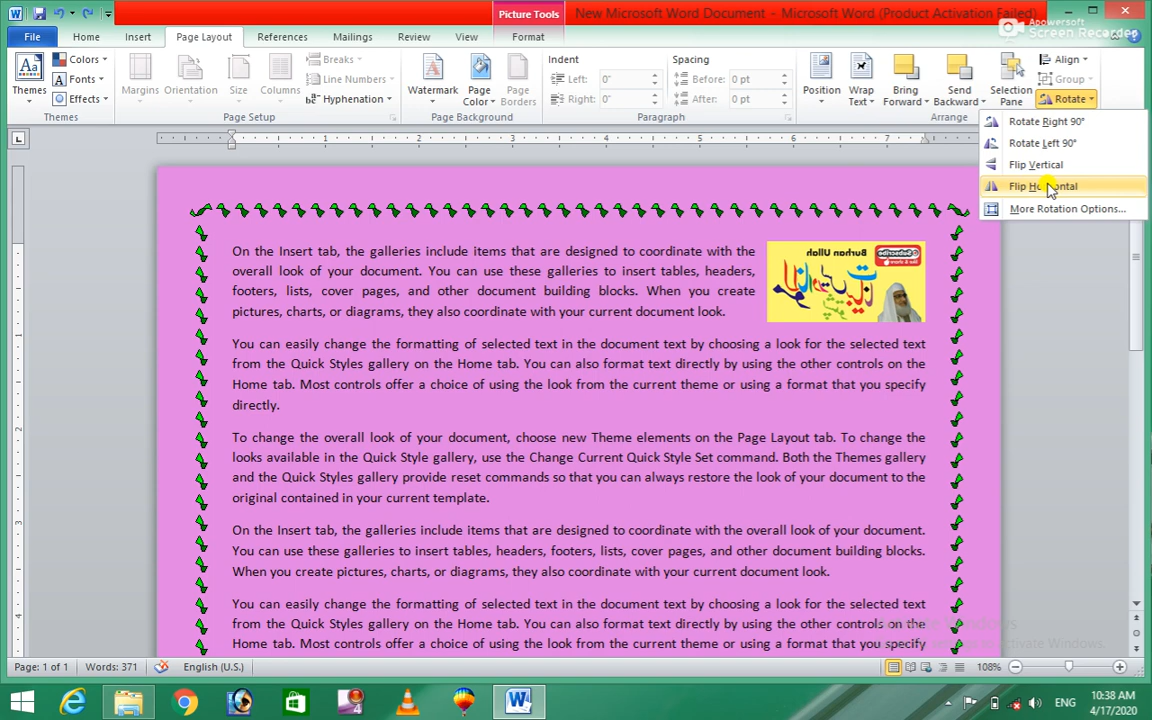 Picture Tools
New Microsoft Word Document - Microsoft Word (Product Activation Failed)
Apowersoft
Screen Recorder
File Home Insert Page Layout References Mailings Review View Format
Themes
Colors
Fonts
Effects
Themes
Margins Orientation Size Columns
Breaks
Line Numbers
Hyphenation
Page Setup
Watermark Page Color Page Borders
Page Background
Indent
Left: 0"
Right: 0"
Spacing
Before: 0 pt
After: 0 pt
Paragraph
Position Wrap Text Bring Forward Send Backward Selection Pane
Align
Group
Rotate
Arrange
Rotate Right 90°
Rotate Left 90°
Flip Vertical
Flip Horizontal
More Rotation Options...
On the Insert tab, the galleries include items that are designed to coordinate with the
overall look of your document. You can use these galleries to insert tables, headers,
footers, lists, cover pages, and other document building blocks. When you create
pictures, charts, or diagrams, they also coordinate with your current document look.
Burhan Ullah
Subscribe
You can easily change the formatting of selected text in the document text by choosing a look for the selected text
from the Quick Styles gallery on the Home tab. You can also format text directly by using the other controls on the
Home tab. Most controls offer a choice of using the look from the current theme or using a format that you specify
directly.
To change the overall look of your document, choose new Theme elements on the Page Layout tab. To change the
looks available in the Quick Style gallery, use the Change Current Quick Style Set command. Both the Themes gallery
and the Quick Styles gallery provide reset commands so that you can always restore the look of your document to the
original contained in your current template.
On the Insert tab, the galleries include items that are designed to coordinate with the overall look of your document.
You can use these galleries to insert tables, headers, footers, lists, cover pages, and other document building blocks.
When you create pictures, charts, or diagrams, they also coordinate with your current document look.
You can easily change the formatting of selected text in the document text by choosing a look for the selected text
from the Quick Styles gallery on the Home tab. You can also format text directly by using the other controls on the
Home tab. Most controls offer a choice of using the look from the current theme or using a format that you specify
Page: 1 of 1 Words: 371 English (U.S.) 108%
ENG
10:38 AM
4/17/2020